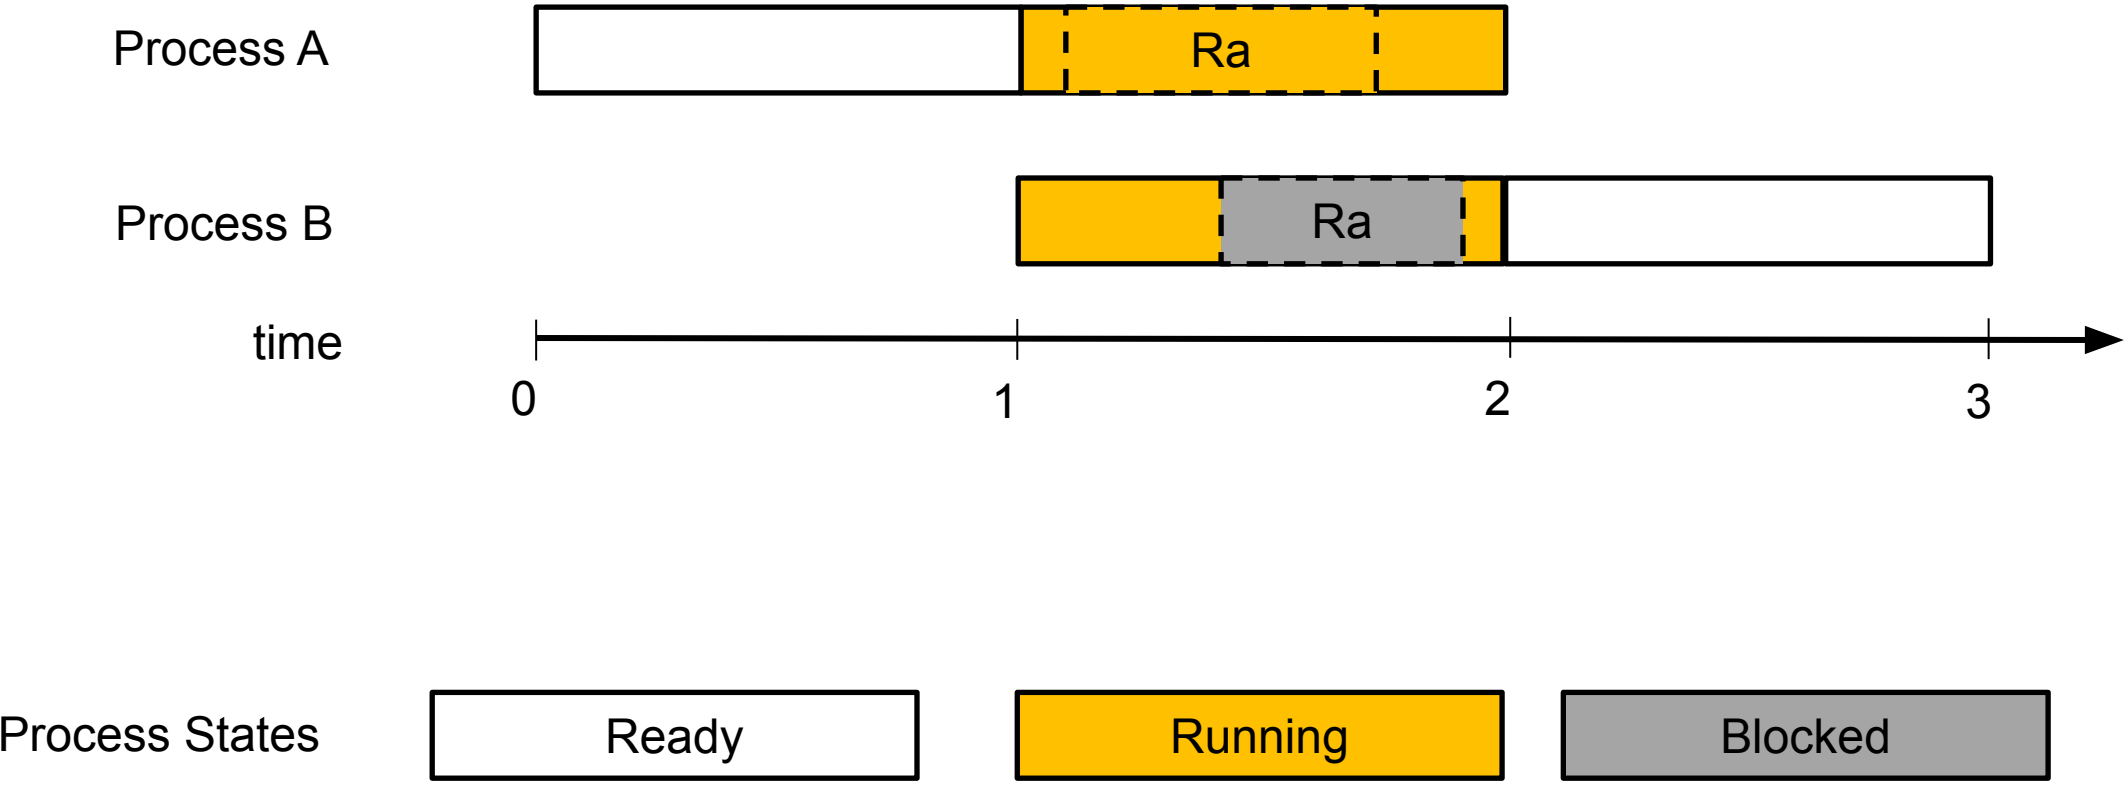 Process A
Ra
Process B
Ra
time
0 1 2 3
Process States
Ready
Running
Blocked